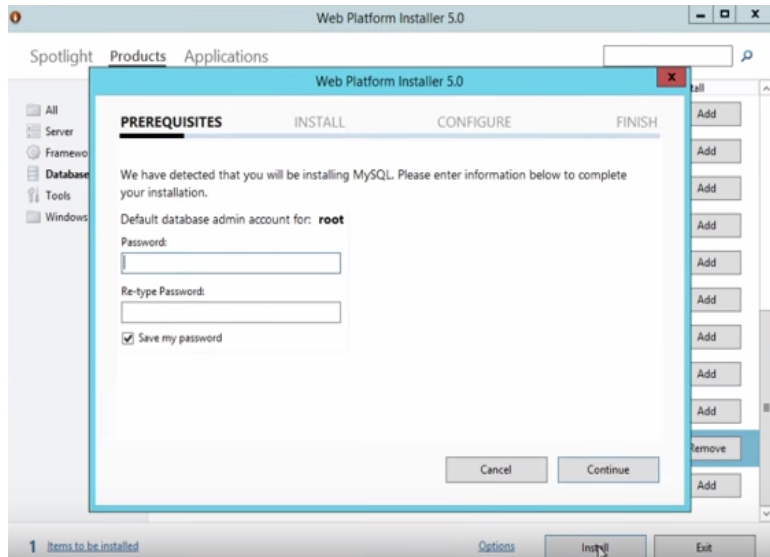 Web Platform Installer 5.0
Spotlight Products Applications
Web Platform Installer 5.0
x
All
Server
Framewo
Database
Tools
Windows
PREREQUISITES INSTALL CONFIGURE FINISH
We have detected that you will be installing MySQL. Please enter information below to complete
your installation.
Default database admin account for: root
Password:
Re-type Password:
Save my password
Cancel Continue
tall
Add
Add
Add
Add
Add
Add
Add
Add
Add
Remove
Add
1 Items to be installed Options Install Exit